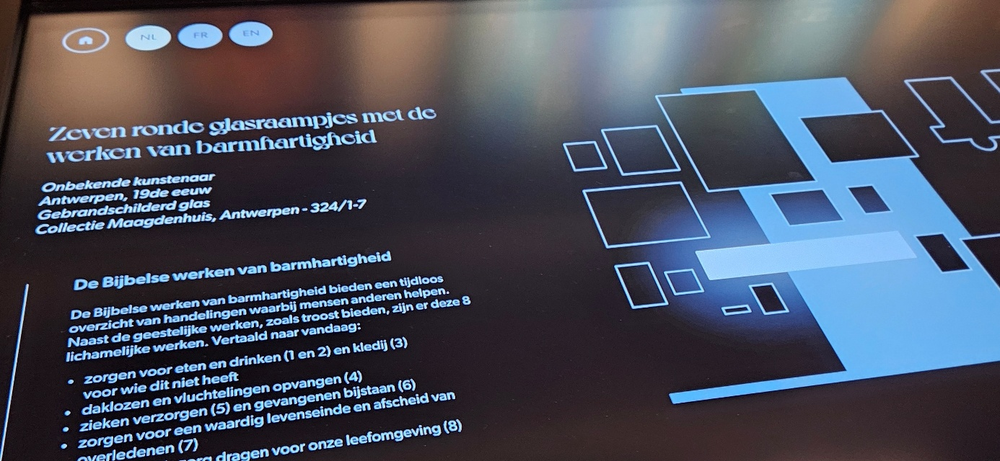 NL FR EN
Zeven ronde glasraampjes met de
werken van barmhartigheid
Onbekende kunstenaar
Antwerpen, 19de eeuw
Gebrandschilderd glas
Collectie Maagdenhuis, Antwerpen - 324/1-7
De Bijbelse werken van barmhartigheid
De Bijbelse werken van barmhartigheid bieden een tijdloos
overzicht van handelingen waarbij mensen anderen helpen.
Naast de geestelijke werken, zoals troost bieden, zijn er deze 8
lichamelijke werken. Vertaald naar vandaag:
• zorgen voor eten en drinken (1 en 2) en kledij (3)
voor wie dit niet heeft
• daklozen en vluchtelingen opvangen (4)
• zieken verzorgen (5) en gevangenen bijstaan (6)
• zorgen voor een waardig levenseinde en afscheid van
overledenen (7)
dragen voor onze leefomgeving (8)